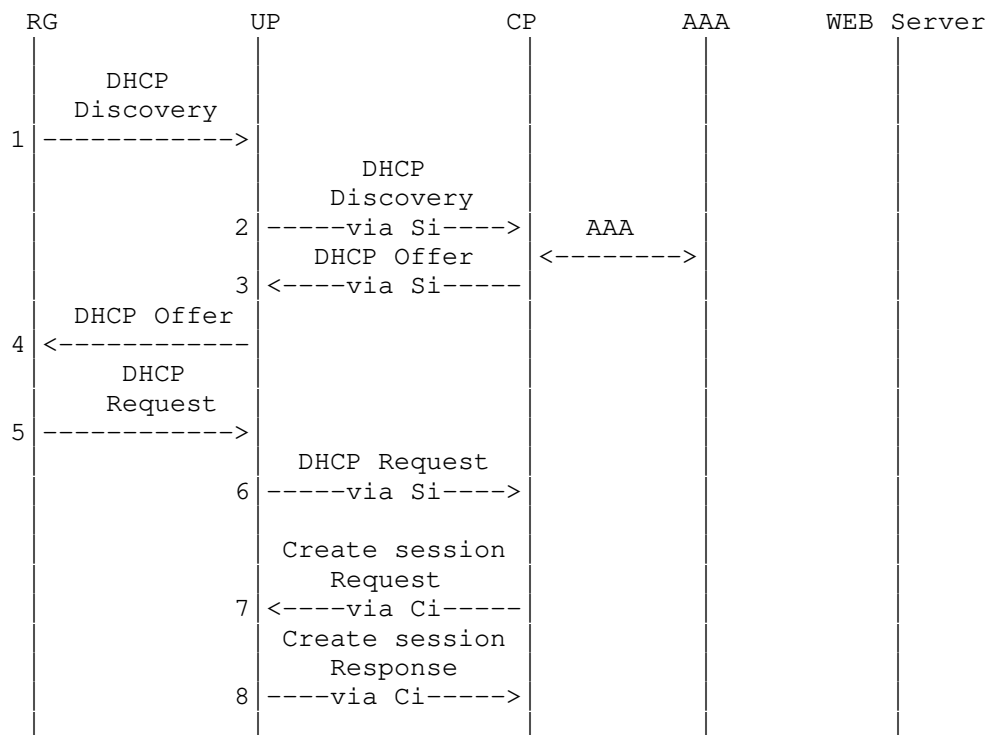 RG UP CP AAA WEB Server
DHCP
Discovery
1 ------------>
DHCP
Discovery
2 -----via Si----> AAA
DHCP Offer <-------->
3 <----via Si-----
DHCP Offer
4 <-------------
DHCP
Request
5 ------------>
DHCP Request
6 -----via Si---->
Create session
Request
7 <----via Ci-----
Create session
Response
8 ----via Ci----->